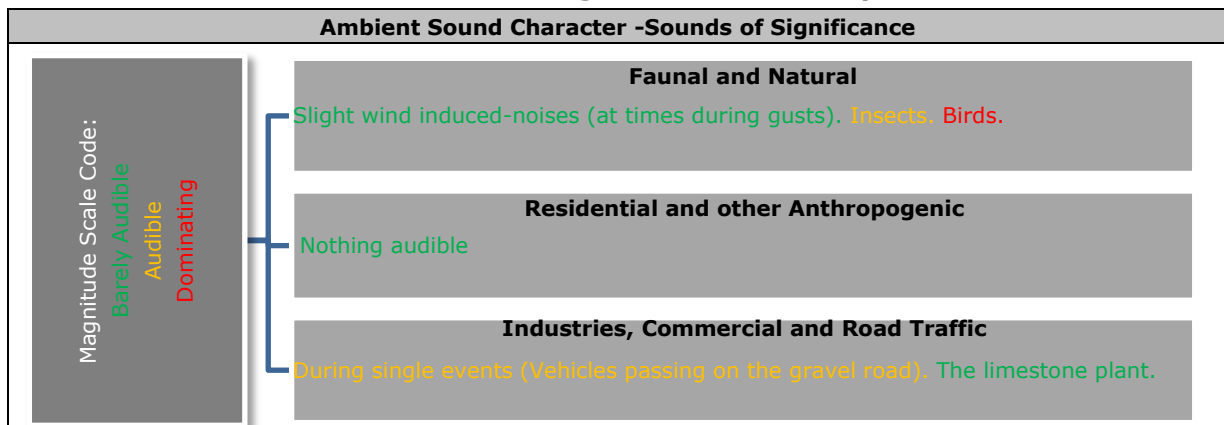 Ambient Sound Character -Sounds of Significance
Magnitude Scale Code:
Barely Audible
Audible
Dominating
Faunal and Natural
Slight wind induced-noises (at times during gusts). Insects. Birds.
Residential and other Anthropogenic
Nothing audible
Industries, Commercial and Road Traffic
During single events (Vehicles passing on the gravel road). The limestone plant.